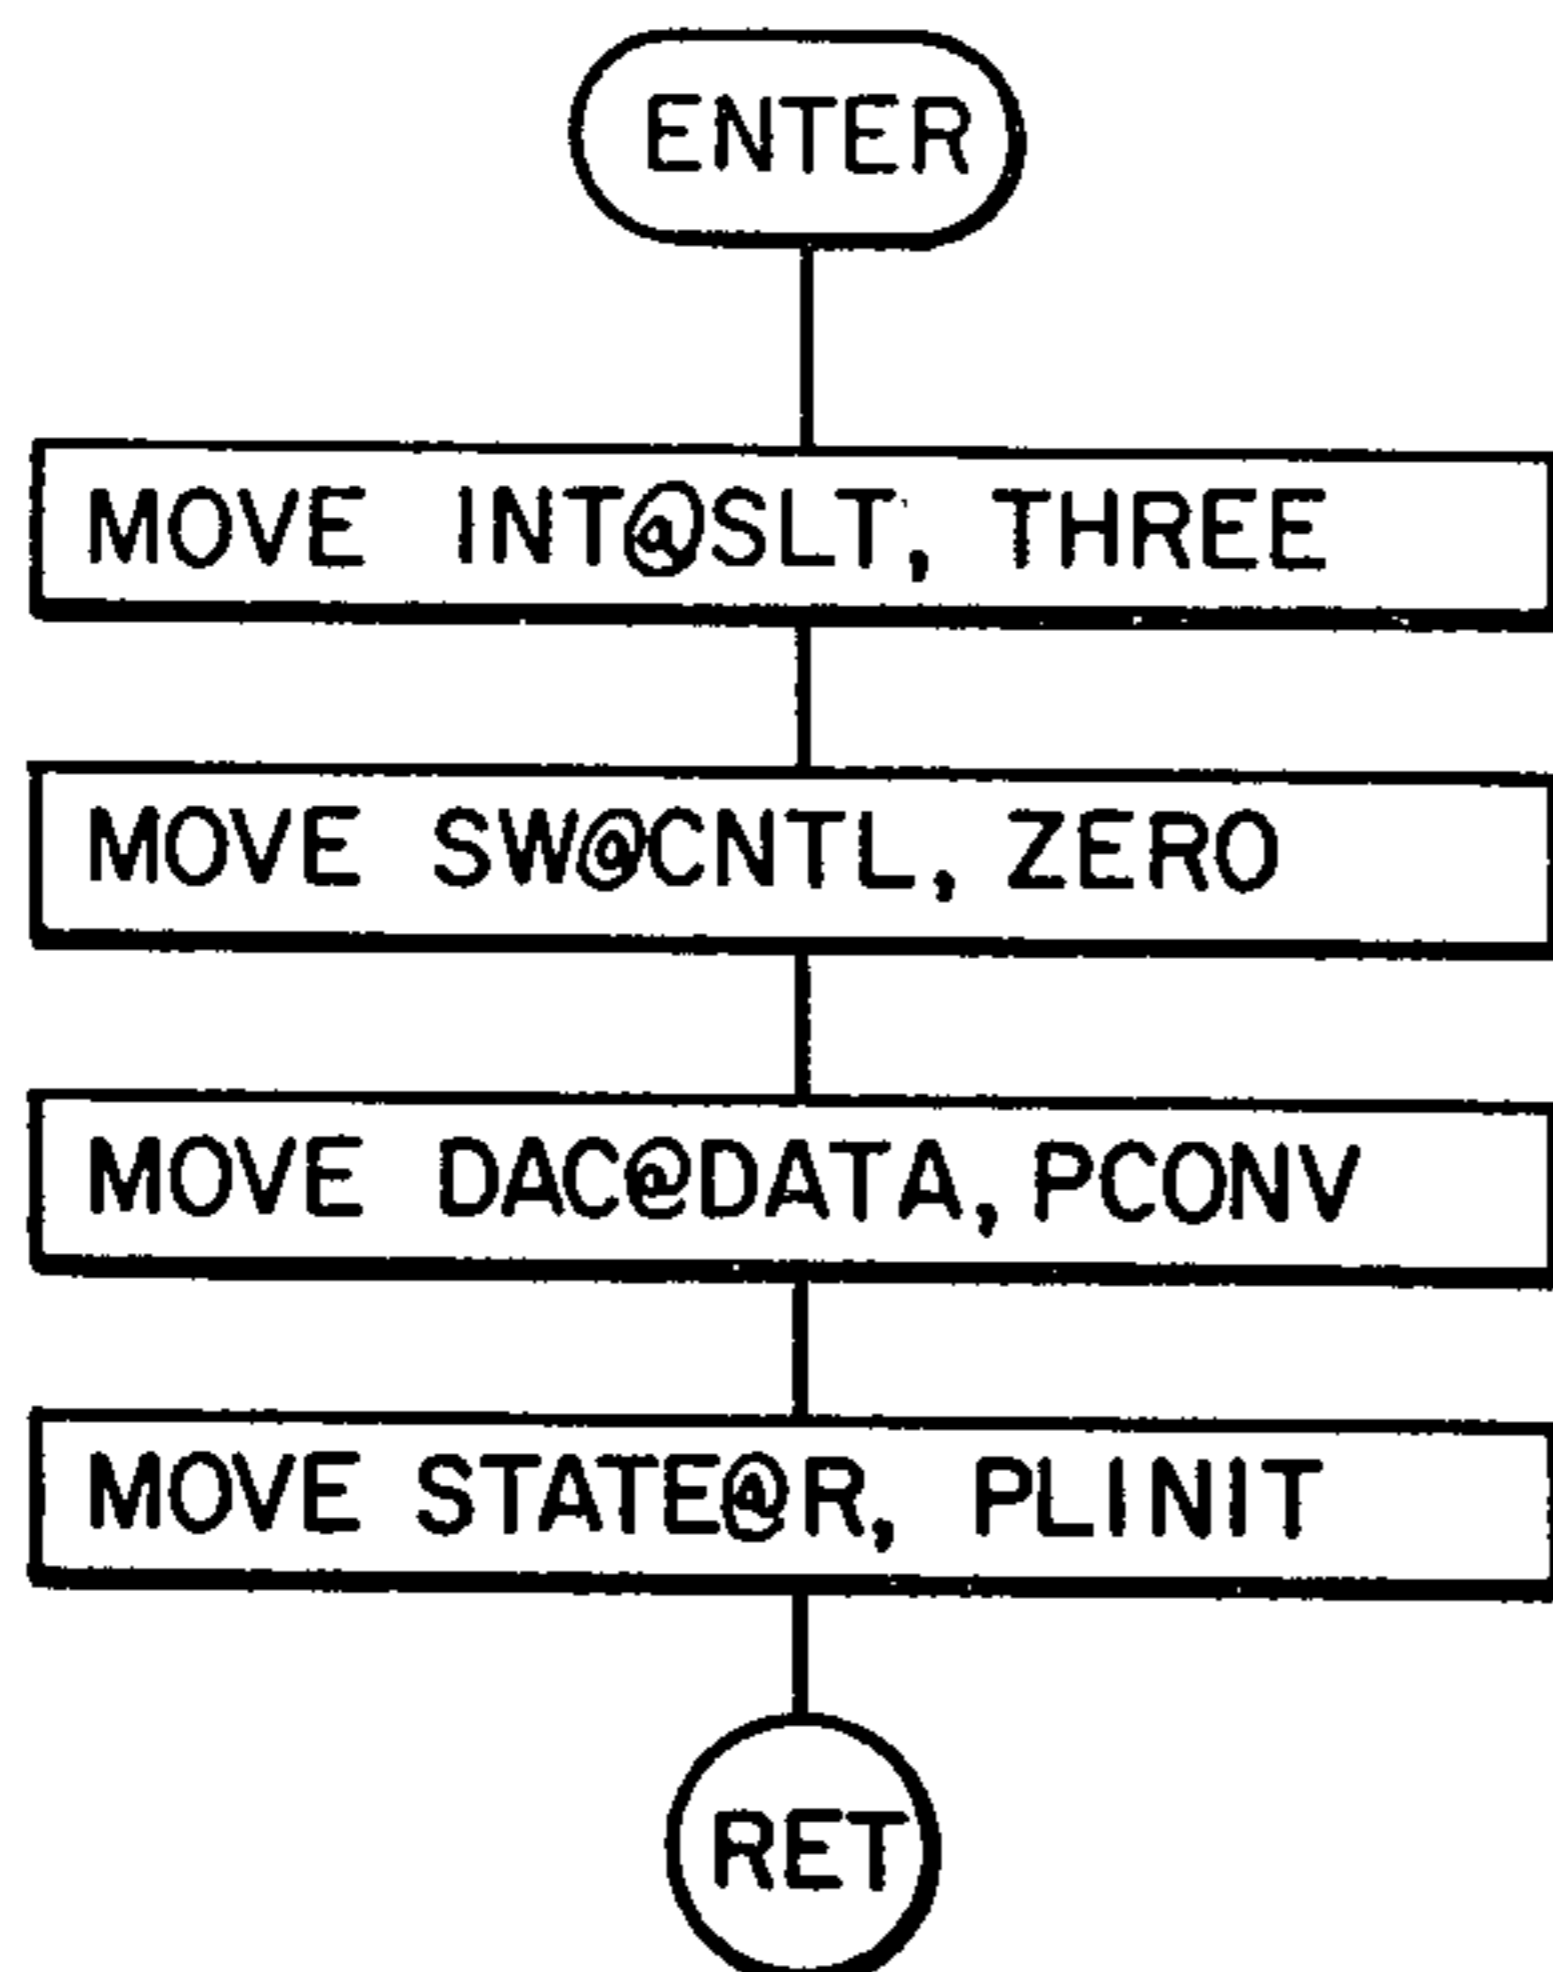 ENTER
MOVE INT@SLT, THREE
MOVE SW@CNTL, ZERO
MOVE DAC@DATA, PCONV
MOVE STATE@R, PLINIT
RET